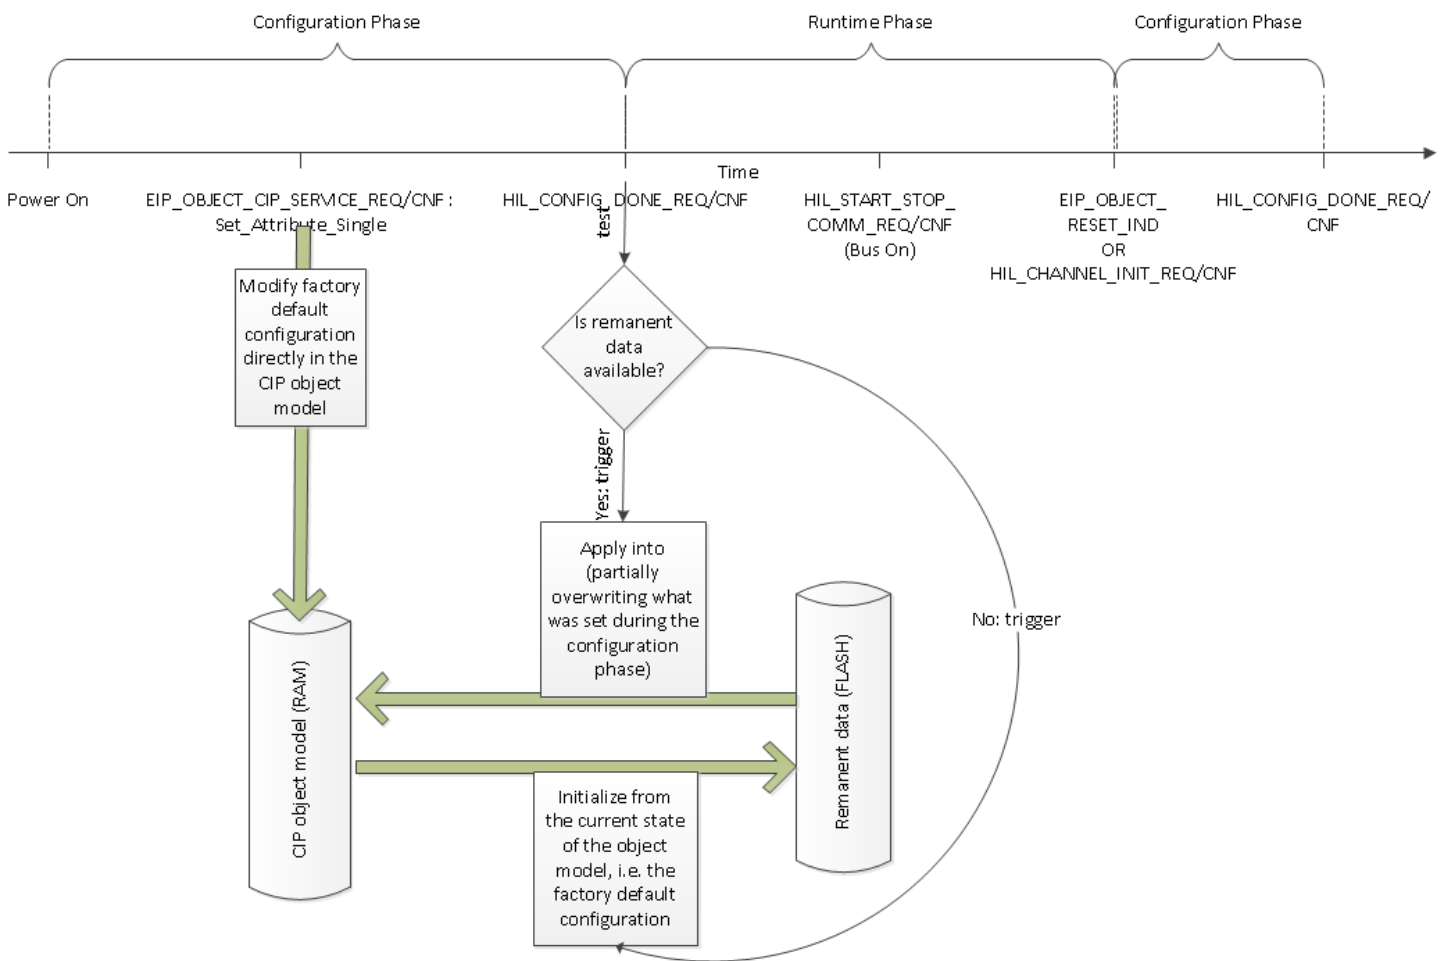 Configuration Phase
Runtime Phase
Configuration Phase
Time
Power On
EIP_OBJECT_CIP_SERVICE_REQ/CNF :
Set_Attribute_Single
HIL_CONFIG_DONE_REQ/CNF
HIL_START_STOP_
COMM_REQ/CNF
(Bus On)
EIP_OBJECT_
RESET_IND
OR
HIL_CHANNEL_INIT_REQ/CNF
HIL_CONFIG_DONE_REQ/
CNF
test
Modify factory
default
configuration
directly in the
CIP object
model
Is remanent
data
available?
Yes: trigger
Apply into
(partially
overwriting what
was set during the
configuration
phase)
No: trigger
CIP object model (RAM)
Remanent data (FLASH)
Initialize from
the current state
of the object
model, i.e. the
factory default
configuration